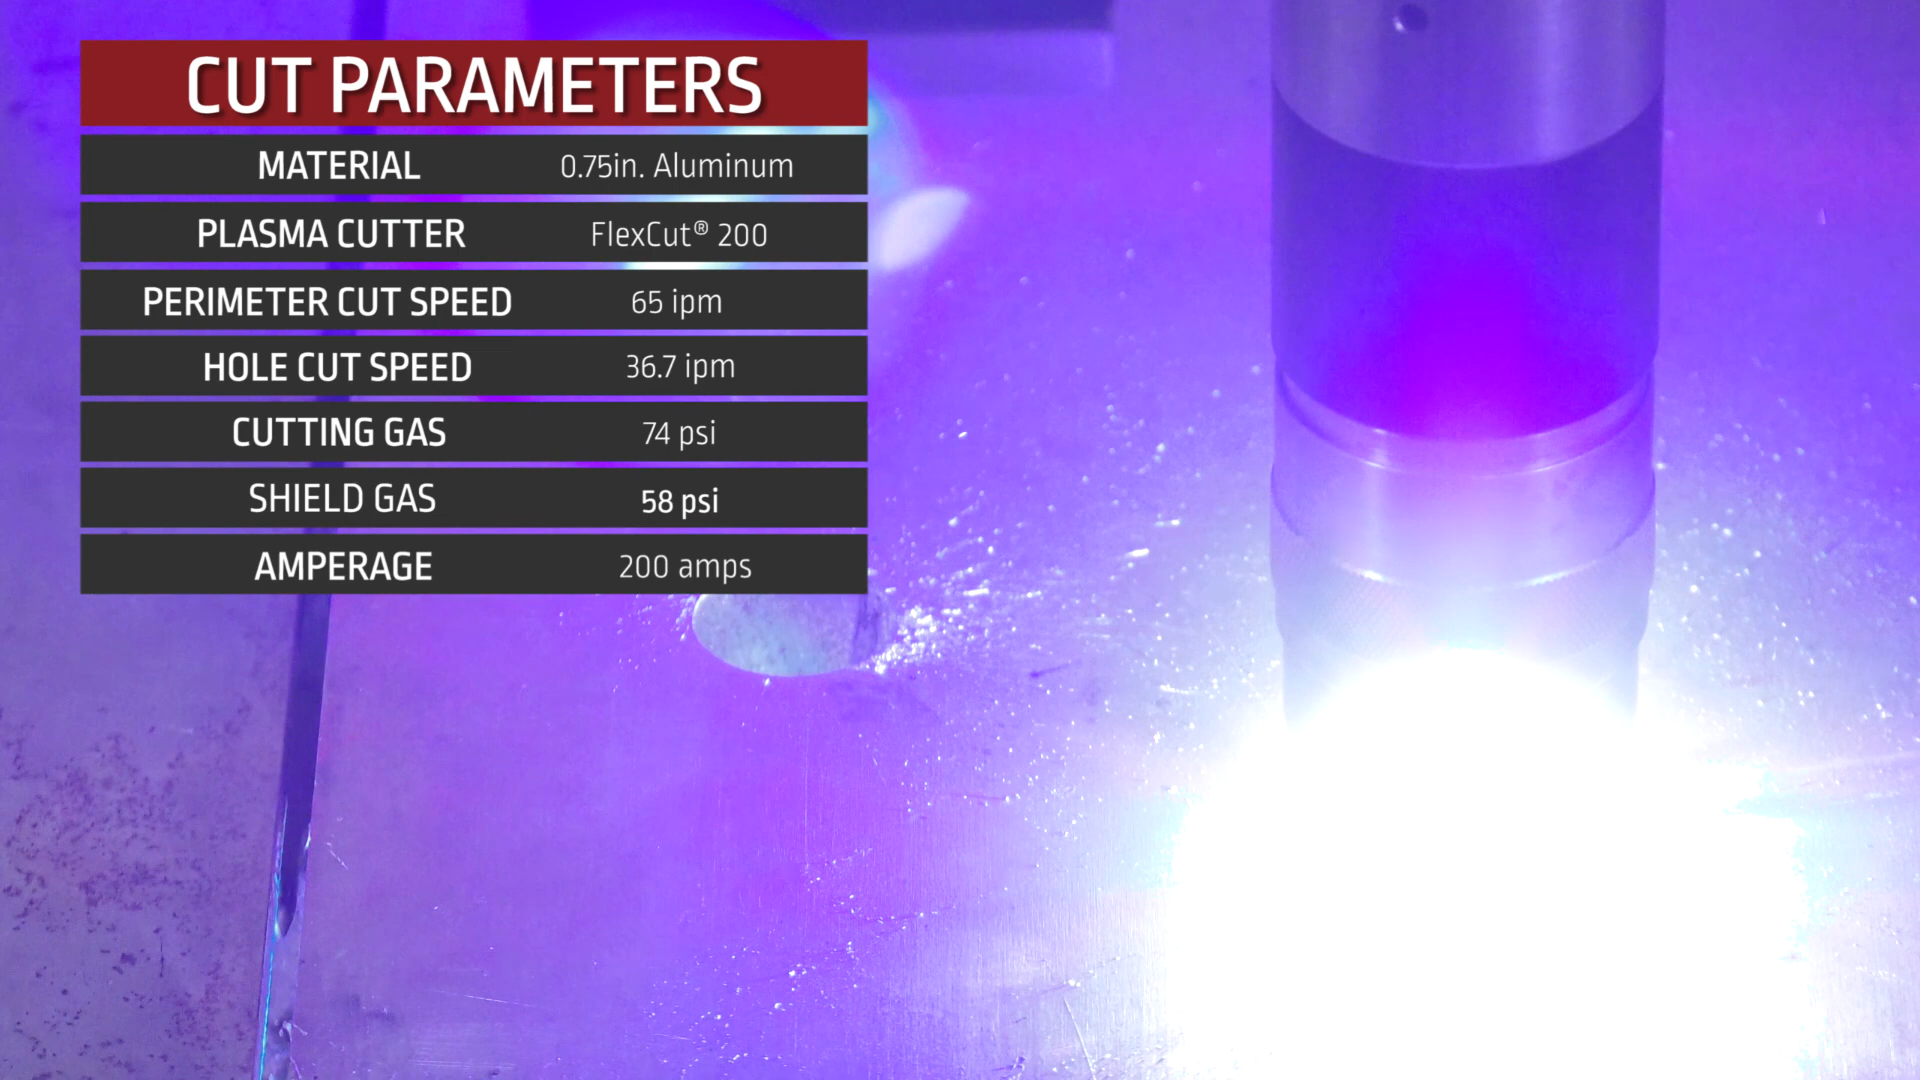 CUT PARAMETERS
MATERIAL 0.75in. Aluminum
PLASMA CUTTER FlexCut® 200
PERIMETER CUT SPEED 65 ipm
HOLE CUT SPEED 36.7 ipm
CUTTING GAS 74 psi
SHIELD GAS 58 psi
AMPERAGE 200 amps